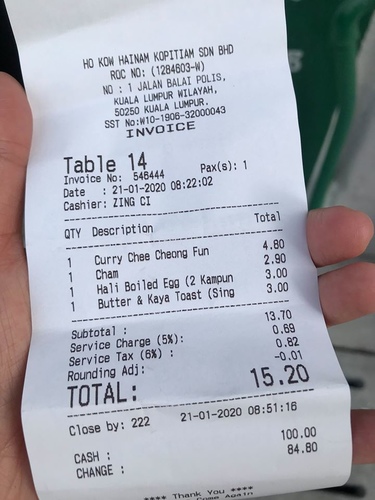 HO KOW HAINAM KOPITIAM SDN BHD
ROC NO: (1284603-W)
NO : 1 JALAN BALAI POLIS,
KUALA LUMPUR WILAYAH,
50250 KUALA LUMPUR.
SST No:W10-1906-32000043
INVOICE
Table 14
Invoice No: 546444 Pax(s): 1
Date : 21-01-2020 08:22:02
Cashier: ZING CI
QTY Description Total
1 Curry Chee Cheong Fun 4.80
1 Cham 2.90
1 Hali Boiled Egg (2 Kampun 3.00
1 Butter & Kaya Toast (Sing 3.00
Subtotal : 13.70
Service Charge (5%): 0.69
Service Tax (6%) : 0.82
Rounding Adj: -0.01
TOTAL: 15.20
Close by: 222 21-01-2020 08:51:16
CASH : 100.00
CHANGE : 84.80
**** Thank You ****
Come Again